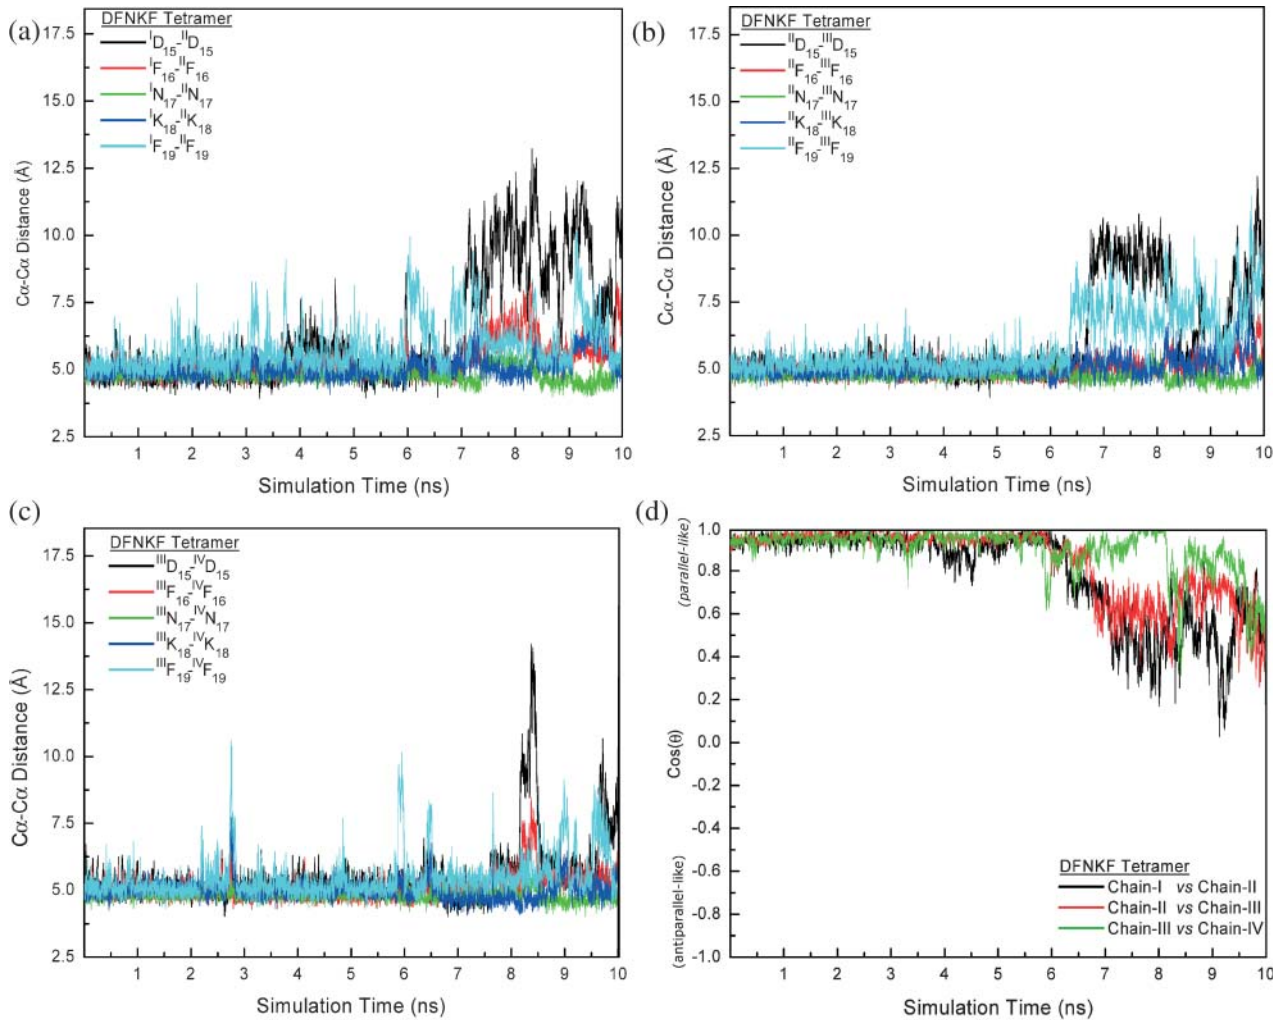 (a)
DFNKF Tetramer
ᴵD₁₅-ᴵᴵD₁₅
ᴵF₁₆-ᴵᴵF₁₆
ᴵN₁₇-ᴵᴵN₁₇
ᴵK₁₈-ᴵᴵK₁₈
ᴵF₁₉-ᴵᴵF₁₉
17.5
15.0
12.5
10.0
7.5
5.0
2.5
Cα-Cα Distance (Å)
1 2 3 4 5 6 7 8 9 10
Simulation Time (ns)
(b)
DFNKF Tetramer
ᴵᴵD₁₅-ᴵᴵᴵD₁₅
ᴵᴵF₁₆-ᴵᴵᴵF₁₆
ᴵᴵN₁₇-ᴵᴵᴵN₁₇
ᴵᴵK₁₈-ᴵᴵᴵK₁₈
ᴵᴵF₁₉-ᴵᴵᴵF₁₉
17.5
15.0
12.5
10.0
7.5
5.0
2.5
Cα-Cα Distance (Å)
1 2 3 4 5 6 7 8 9 10
Simulation Time (ns)
(c)
DFNKF Tetramer
ᴵᴵᴵD₁₅-ᴵⱽD₁₅
ᴵᴵᴵF₁₆-ᴵⱽF₁₆
ᴵᴵᴵN₁₇-ᴵⱽN₁₇
ᴵᴵᴵK₁₈-ᴵⱽK₁₈
ᴵᴵᴵF₁₉-ᴵⱽF₁₉
17.5
15.0
12.5
10.0
7.5
5.0
2.5
Cα-Cα Distance (Å)
1 2 3 4 5 6 7 8 9 10
Simulation Time (ns)
(d)
(parallel-like)
Cos(θ)
(antiparallel-like)
1.0
0.8
0.6
0.4
0.2
0.0
-0.2
-0.4
-0.6
-0.8
-1.0
DFNKF Tetramer
Chain-I vs Chain-II
Chain-II vs Chain-III
Chain-III vs Chain-IV
1 2 3 4 5 6 7 8 9 10
Simulation Time (ns)